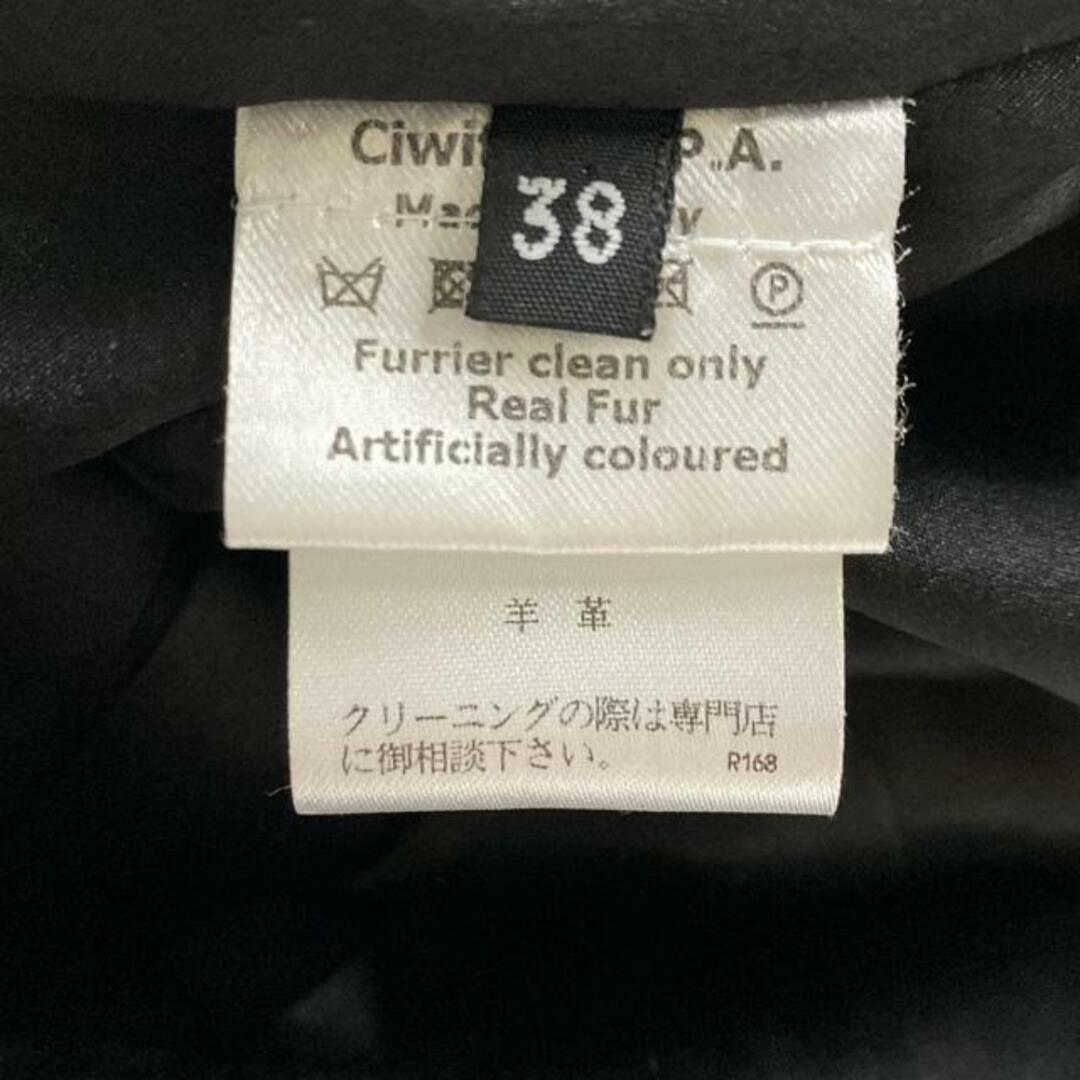 P.A.
38
P
Furrier clean only
Real Fur
Artificially coloured
羊 革
クリーニングの際は専門店
に御相談下さい。 R168